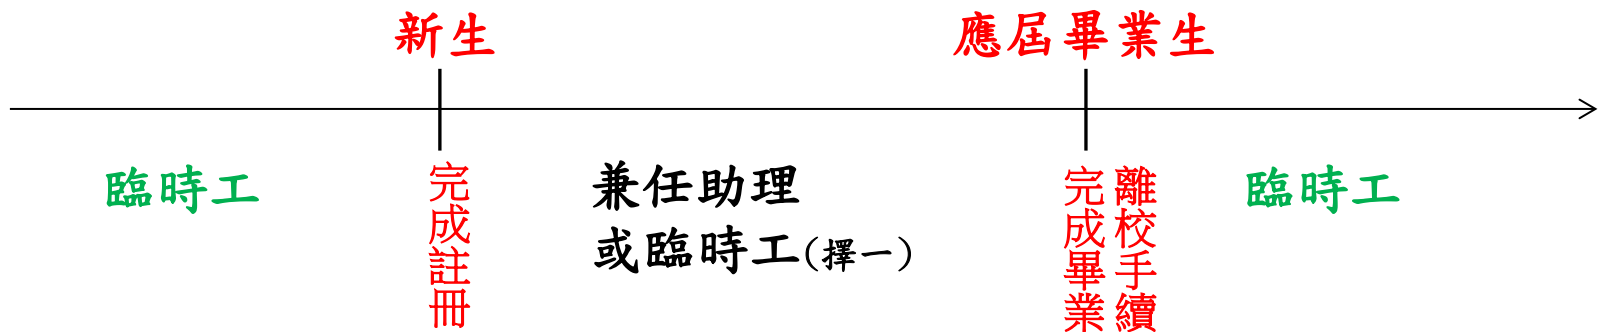 新生
應屆畢業生
臨時工
完成註冊
兼任助理
或臨時工(擇一)
完成畢業
離校手續
臨時工